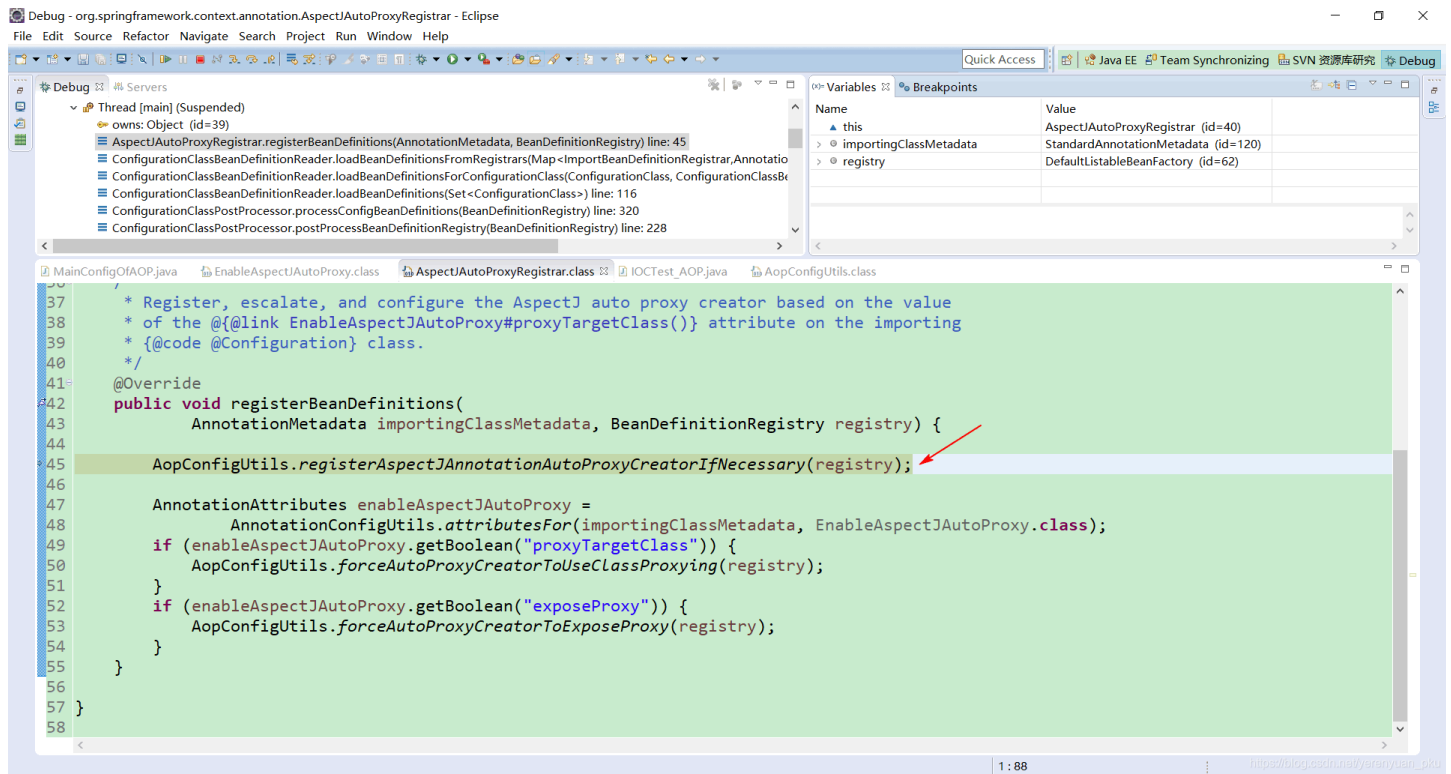 Debug - org.springframework.context.annotation.AspectJAutoProxyRegistrar - Eclipse
File Edit Source Refactor Navigate Search Project Run Window Help
Quick Access Java EE Team Synchronizing SVN 资源库研究 Debug
Debug Servers
Thread [main] (Suspended)
owns: Object (id=39)
AspectJAutoProxyRegistrar.registerBeanDefinitions(AnnotationMetadata, BeanDefinitionRegistry) line: 45
ConfigurationClassBeanDefinitionReader.loadBeanDefinitionsFromRegistrars(Map<ImportBeanDefinitionRegistrar,Annotatio
ConfigurationClassBeanDefinitionReader.loadBeanDefinitionsForConfigurationClass(ConfigurationClass, ConfigurationClassBe
ConfigurationClassBeanDefinitionReader.loadBeanDefinitions(Set<ConfigurationClass>) line: 116
ConfigurationClassPostProcessor.processConfigBeanDefinitions(BeanDefinitionRegistry) line: 320
ConfigurationClassPostProcessor.postProcessBeanDefinitionRegistry(BeanDefinitionRegistry) line: 228
(x)= Variables Breakpoints
Name Value
this AspectJAutoProxyRegistrar (id=40)
importingClassMetadata StandardAnnotationMetadata (id=120)
registry DefaultListableBeanFactory (id=62)
MainConfigOfAOP.java EnableAspectJAutoProxy.class AspectJAutoProxyRegistrar.class IOCTest_AOP.java AopConfigUtils.class
36 /
37 * Register, escalate, and configure the AspectJ auto proxy creator based on the value
38 * of the @{@link EnableAspectJAutoProxy#proxyTargetClass()} attribute on the importing
39 * {@code @Configuration} class.
40 */
41 @Override
42 public void registerBeanDefinitions(
43 AnnotationMetadata importingClassMetadata, BeanDefinitionRegistry registry) {
44
45 AopConfigUtils.registerAspectJAnnotationAutoProxyCreatorIfNecessary(registry);
46
47 AnnotationAttributes enableAspectJAutoProxy =
48 AnnotationConfigUtils.attributesFor(importingClassMetadata, EnableAspectJAutoProxy.class);
49 if (enableAspectJAutoProxy.getBoolean("proxyTargetClass")) {
50 AopConfigUtils.forceAutoProxyCreatorToUseClassProxying(registry);
51 }
52 if (enableAspectJAutoProxy.getBoolean("exposeProxy")) {
53 AopConfigUtils.forceAutoProxyCreatorToExposeProxy(registry);
54 }
55 }
56
57 }
58
1 : 88
https://blog.csdn.net/yerenyuan_pku